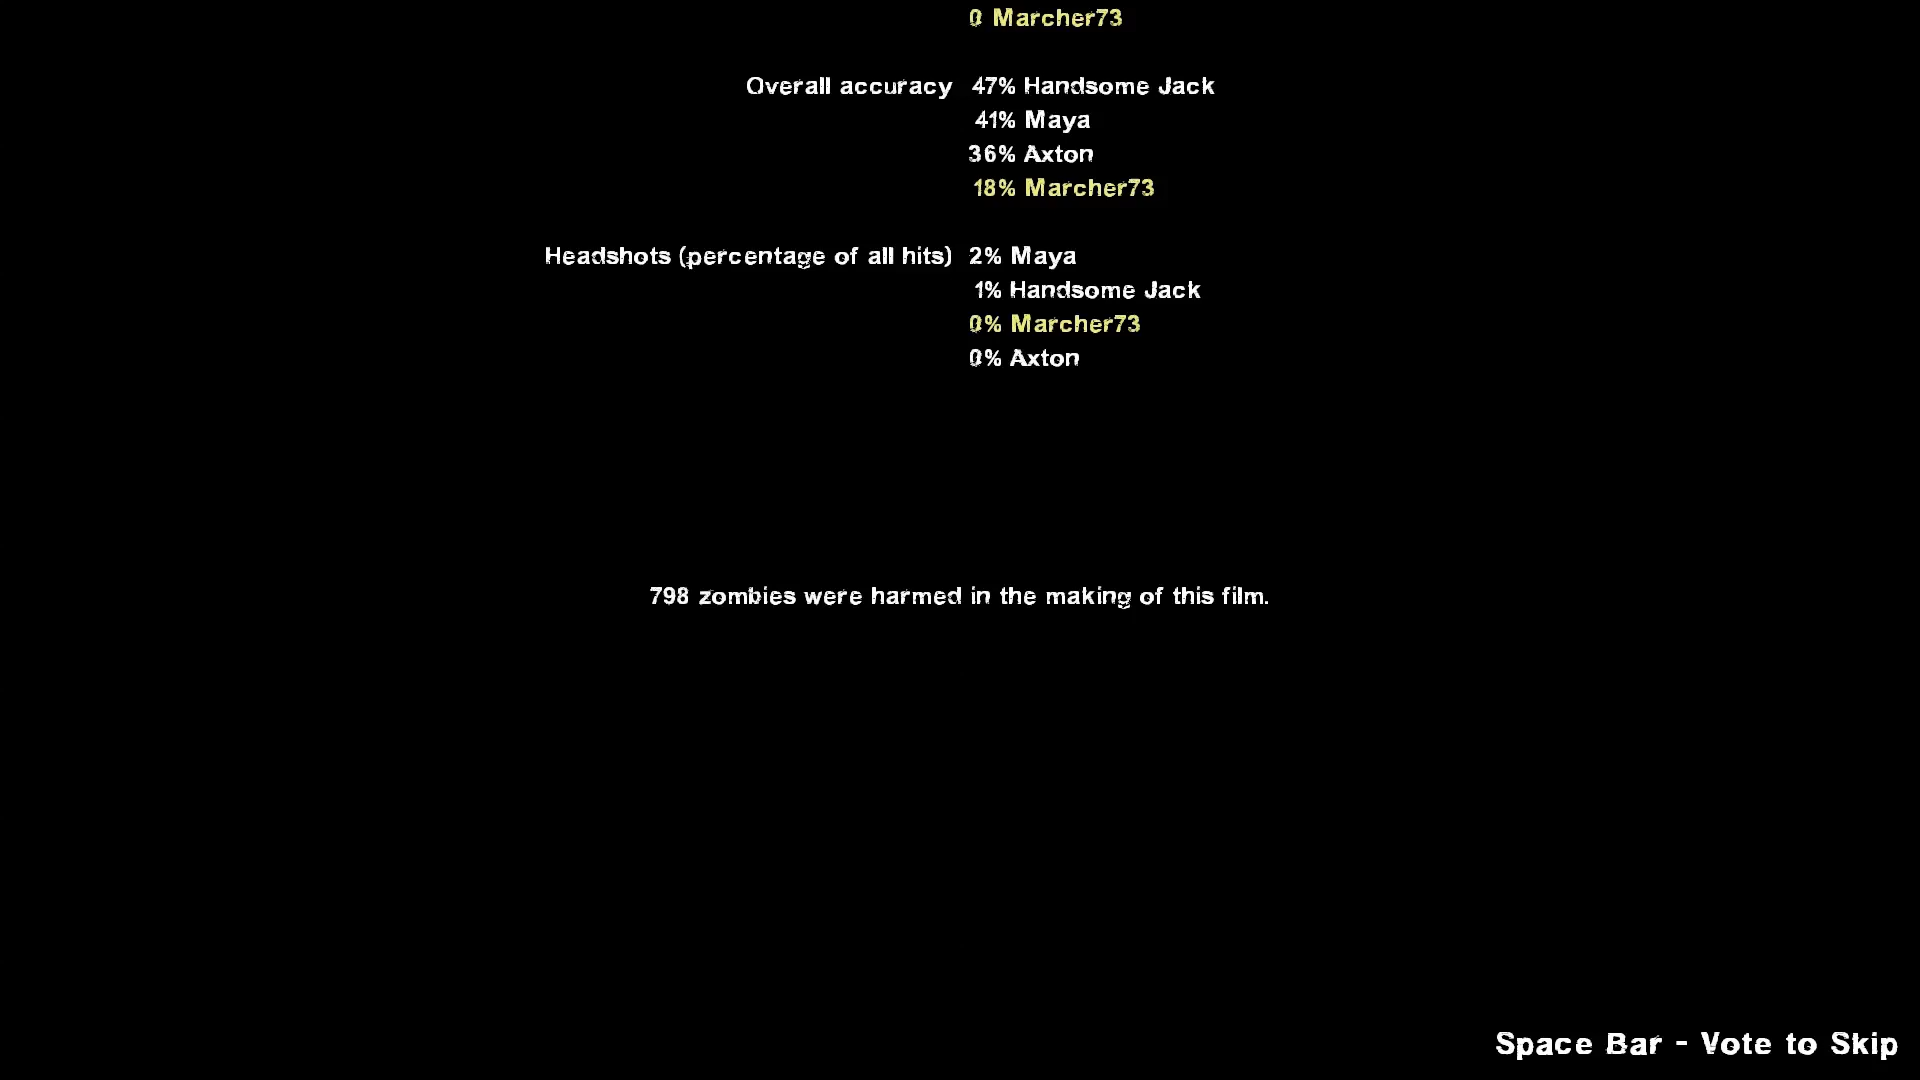 0 Marcher73
Overall accuracy 47% Handsome Jack
41% Maya
36% Axton
18% Marcher73
Headshots (percentage of all hits) 2% Maya
1% Handsome Jack
0% Marcher73
0% Axton
798 zombies were harmed in the making of this film.
Space Bar - Vote to Skip